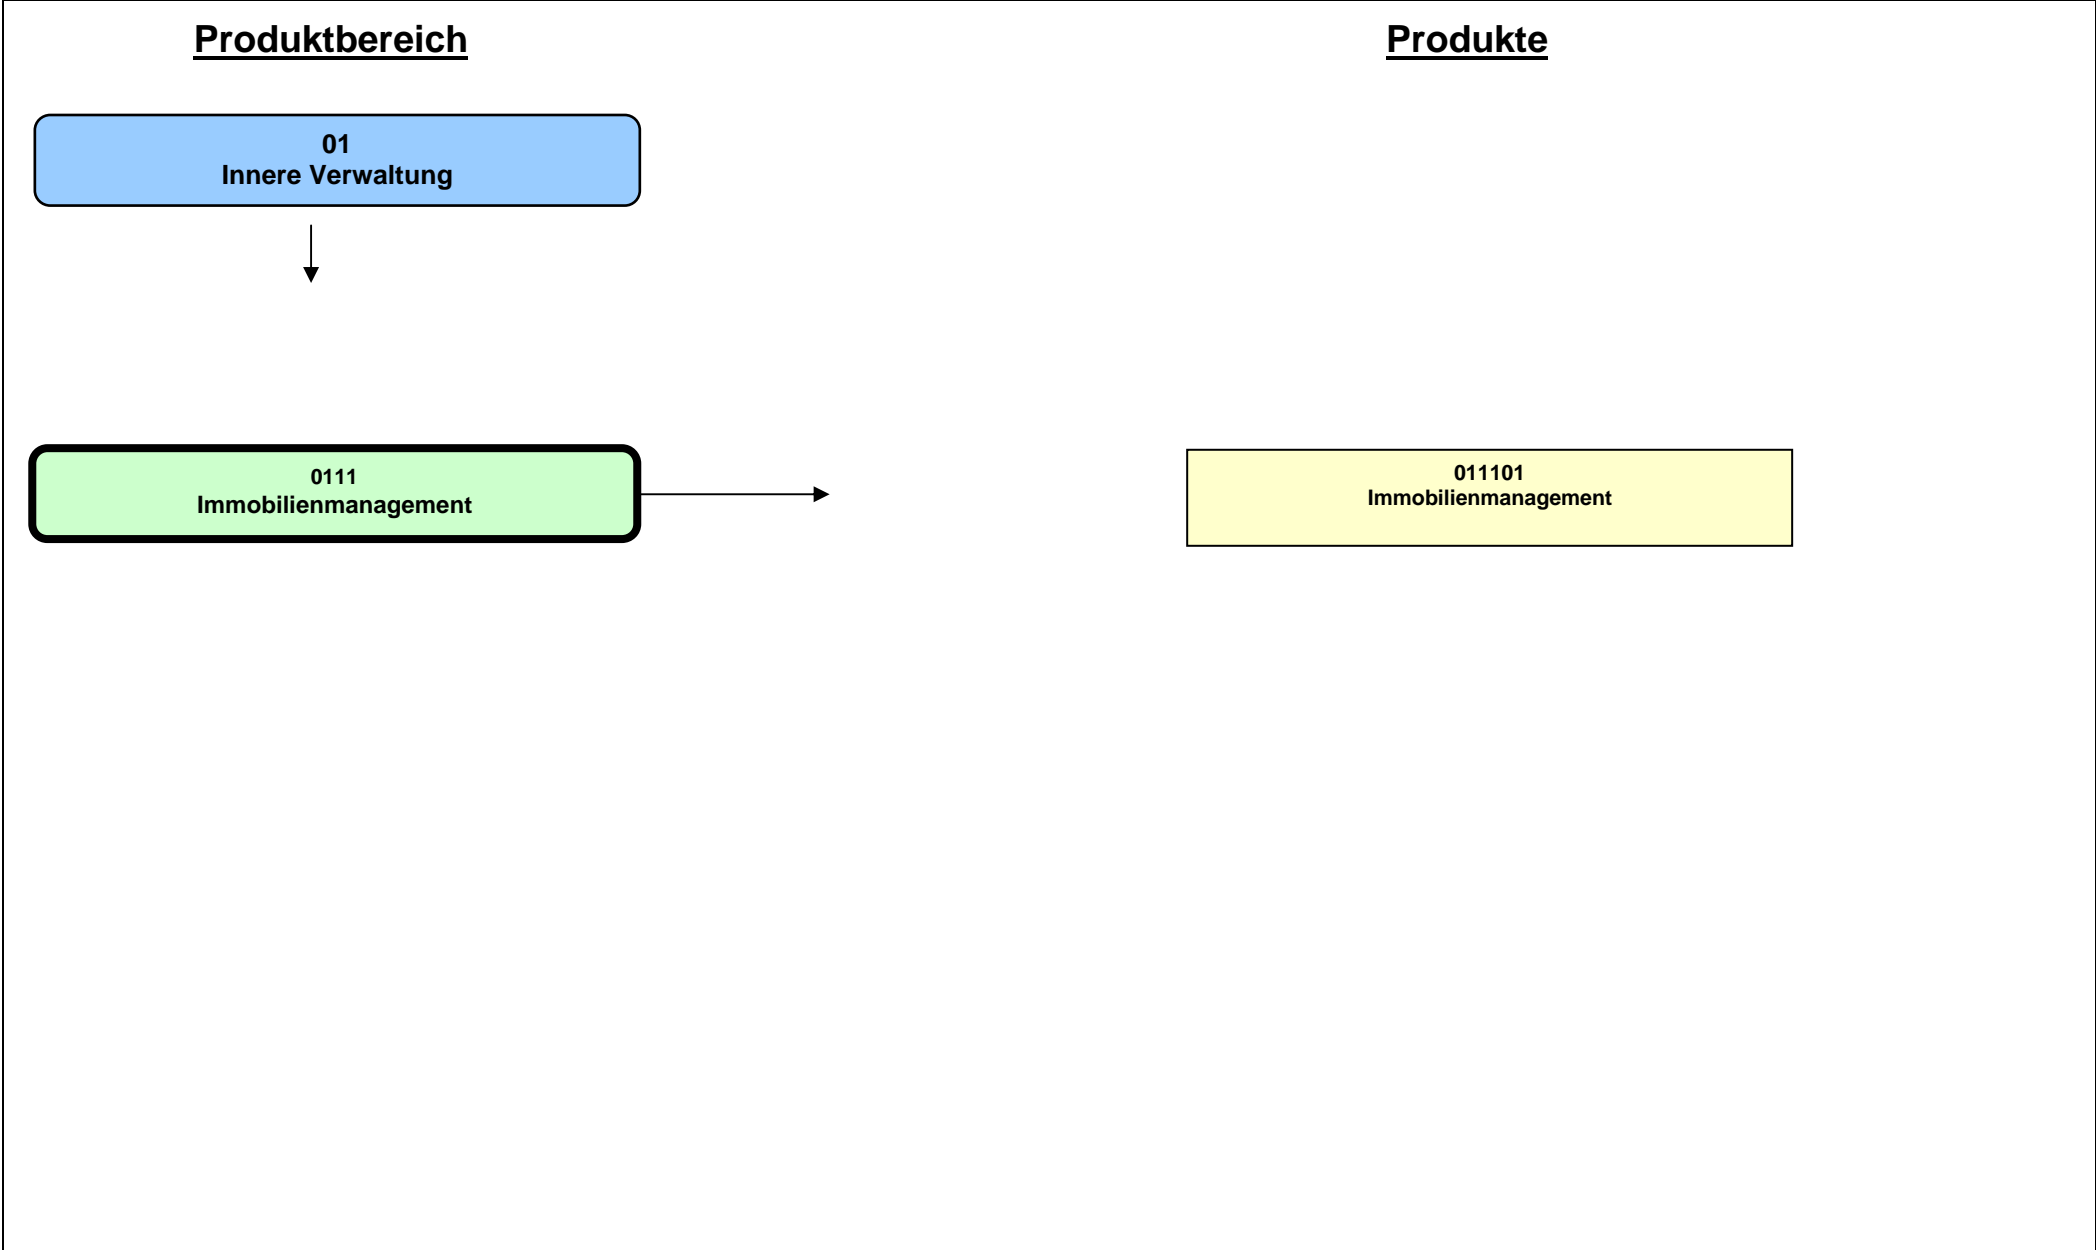 Produktbereich
Produkte
01
Innere Verwaltung
0111
Immobilienmanagement
011101
Immobilienmanagement